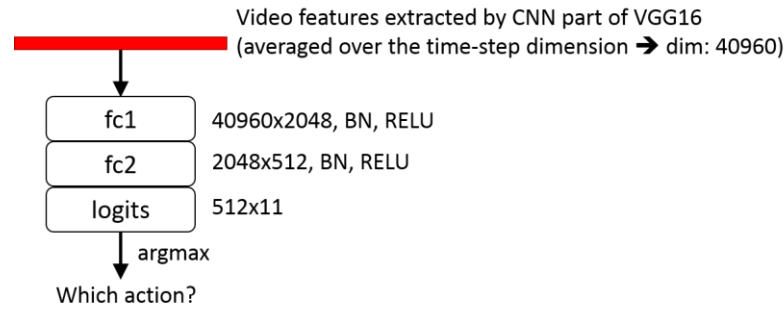 Video features extracted by CNN part of VGG16
(averaged over the time-step dimension 🡺 dim: 40960)
fc1
40960x2048, BN, RELU
fc2
2048x512, BN, RELU
logits
512x11
argmax
Which action?